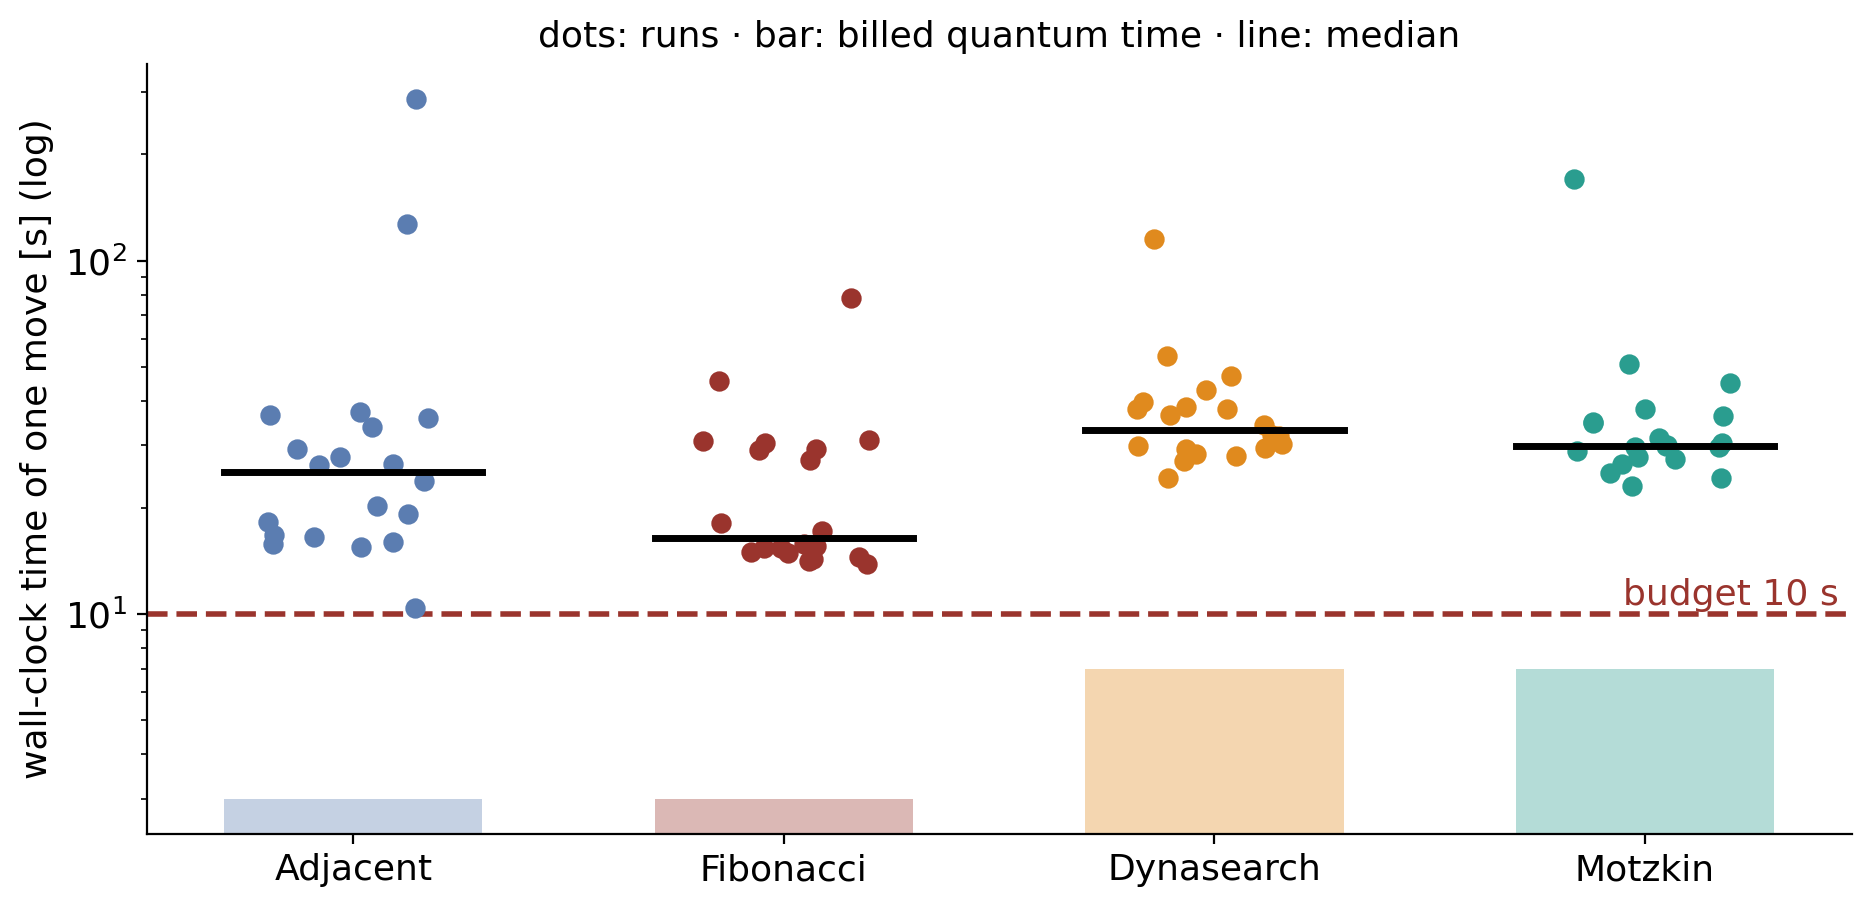 dots: runs · bar: billed quantum time · line: median
wall-clock time of one move [s] (log)
10²
10¹
budget 10 s
Adjacent
Fibonacci
Dynasearch
Motzkin